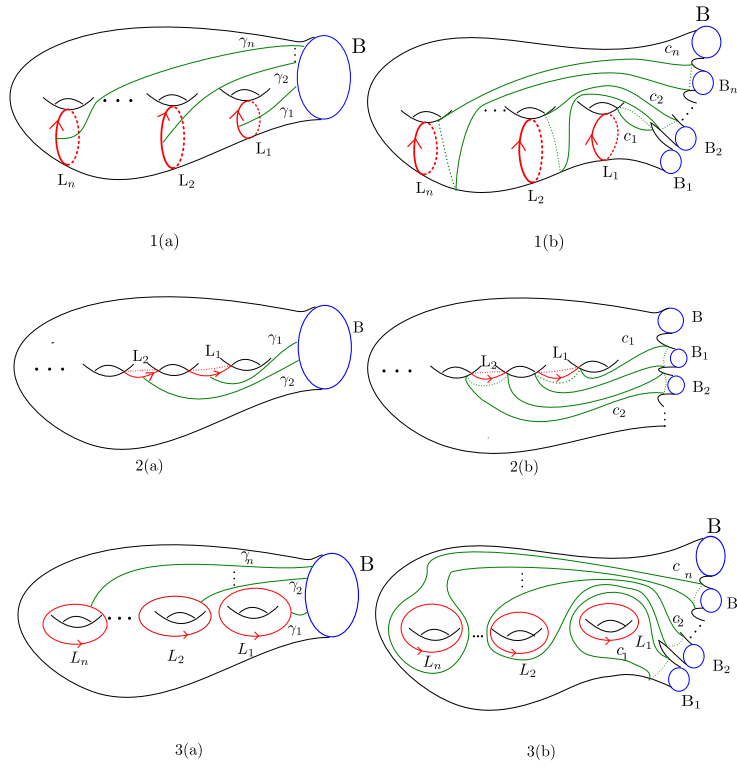 γₙ B
γ₂
γ₁
Lₙ L₂ L₁
1(a)
B
cₙ
Bₙ
c₂
c₁
B₂
B₁
Lₙ L₂ L₁
1(b)
L₂ L₁ γ₁ B
γ₂
2(a)
B
c₁
B₁
L₂ L₁
B₂
c₂
2(b)
γₙ B
γ₂
γ₁
Lₙ L₂ L₁
3(a)
B
cₙ
B
c₂
L₁
c₁
Lₙ L₂
B₂
B₁
3(b)